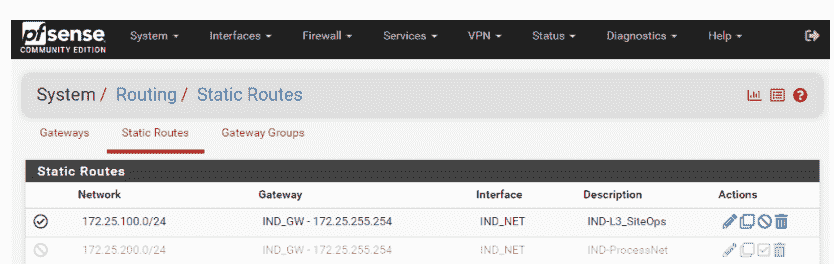 pfsense System Interfaces Firewall Services VPN Status Diagnostics Help
COMMUNITY EDITION
System / Routing / Static Routes
Gateways Static Routes Gateway Groups
Static Routes
Network Gateway Interface Description Actions
172.25.100.0/24 IND_GW - 172.25.255.254 IND_NET IND-L3_SiteOps
172.25.200.0/24 IND_GW - 172.25.255.254 IND_NET IND-ProcessNet